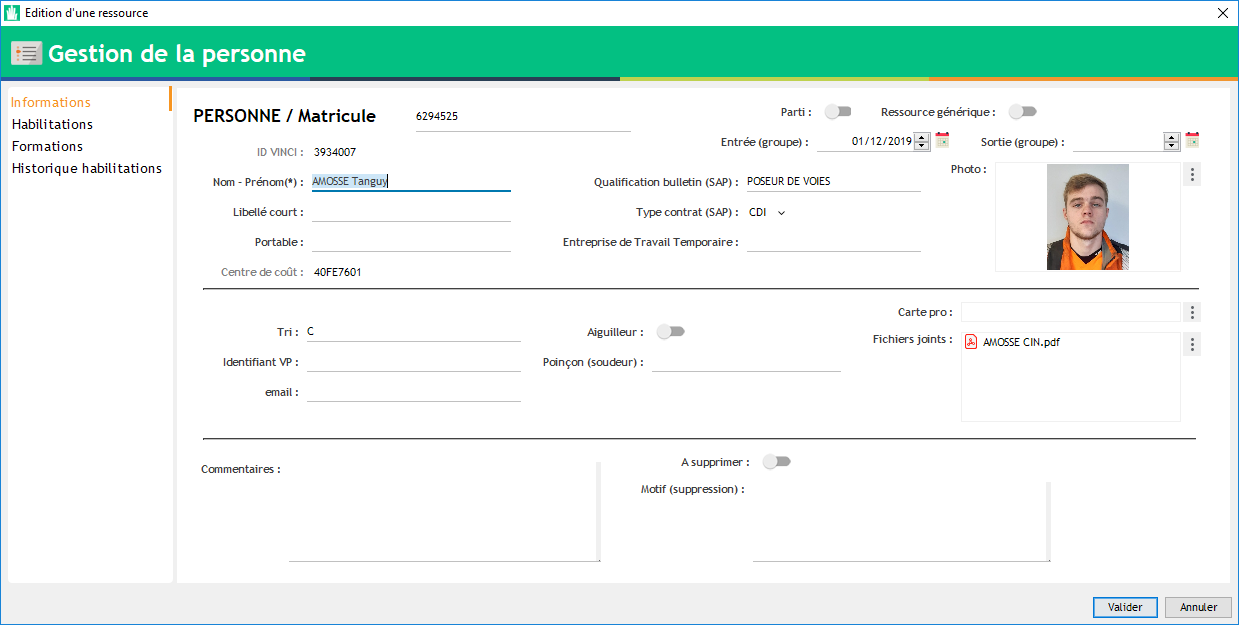 Edition d'une ressource
Gestion de la personne
Informations
Habilitations
Formations
Historique habilitations
PERSONNE / Matricule 6294525
Parti : Ressource générique :
Entrée (groupe) : 01/12/2019 Sortie (groupe) :
ID VINCI : 3934007
Photo :
Nom - Prénom(*) : AMOSSE Tanguy Qualification bulletin (SAP) : POSEUR DE VOIES
Libellé court : Type contrat (SAP) : CDI
Portable : Entreprise de Travail Temporaire :
Centre de coût : 40FE7601
Carte pro :
Tri : C Aiguilleur :
Fichiers joints : AMOSSE CIN.pdf
Identifiant VP : Poinçon (soudeur) :
email :
Commentaires : A supprimer :
Motif (suppression) :
Valider Annuler